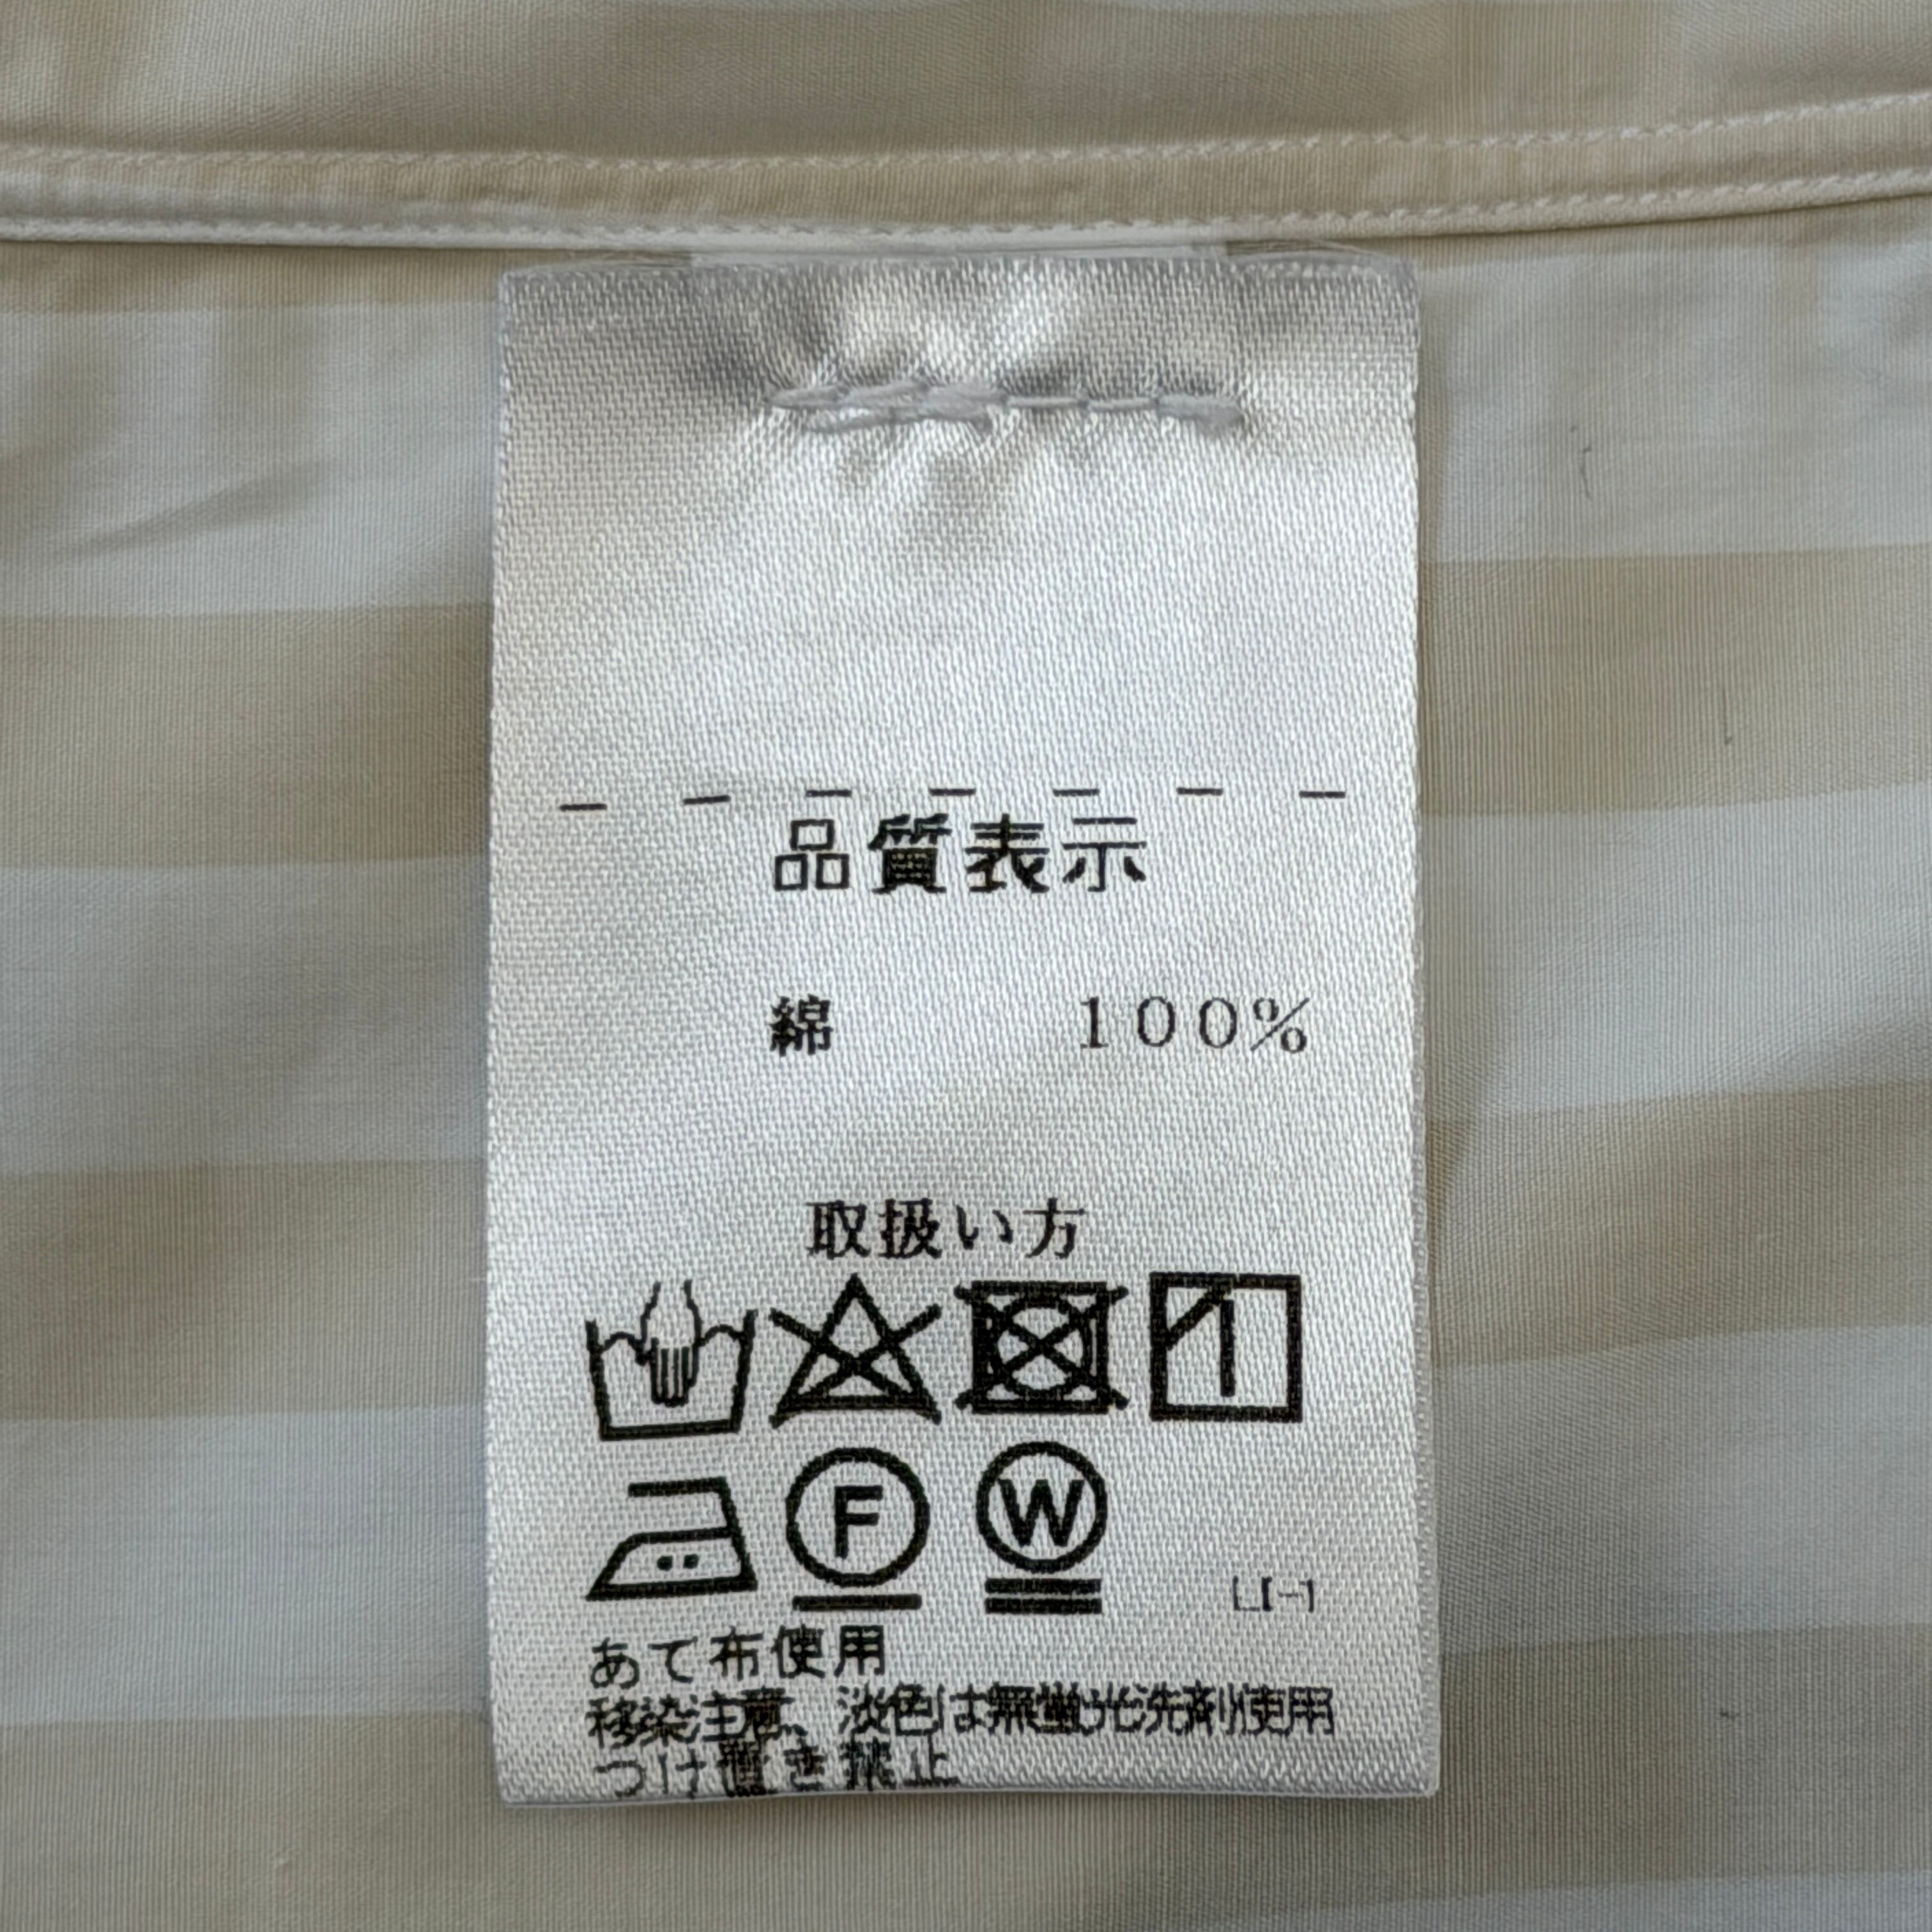 品質表示
綿 100%
取扱い方
F W
あて布使用
移染注意、淡色は無蛍光洗剤使用
つけ置き禁止